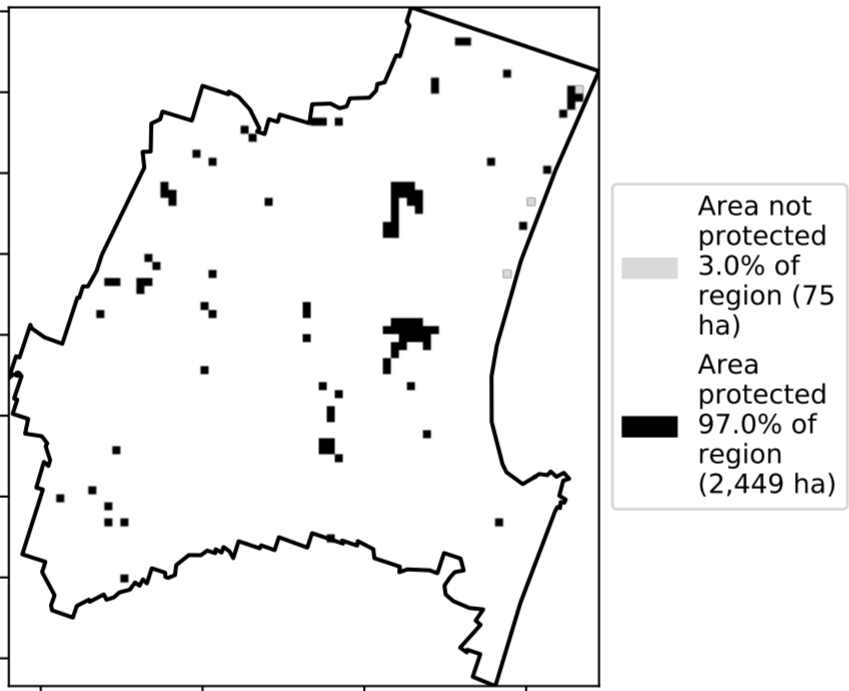 Area not
protected
3.0% of
region (75
ha)
Area
protected
97.0% of
region
(2,449 ha)